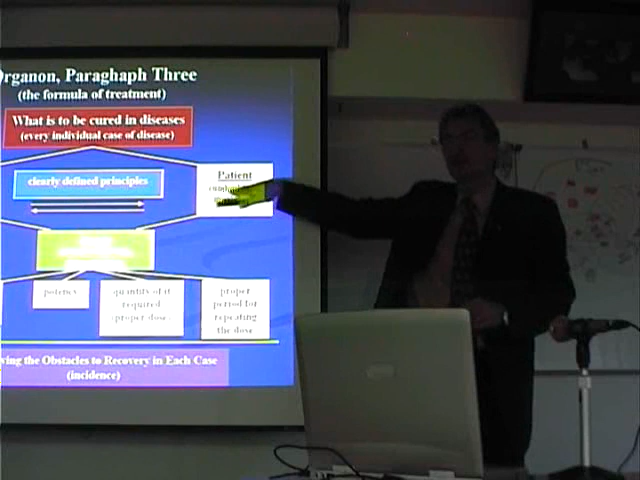 rganon, Paraghaph Three
(the formula of treatment)
What is to be cured in diseases
(every individual case of disease)
clearly defined principles
Patient
potency
quantity of it
required
(proper dose)
proper
period for
repeating
the dose
ving the Obstacles to Recovery in Each Case
(incidence)